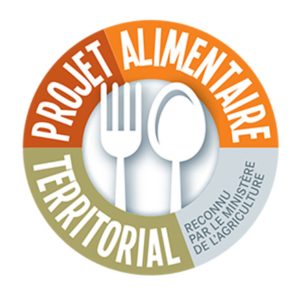 PROJET ALIMENTAIRE
TERRITORIAL
RECONNU
PAR LE MINISTÈRE
DE L'AGRICULTURE